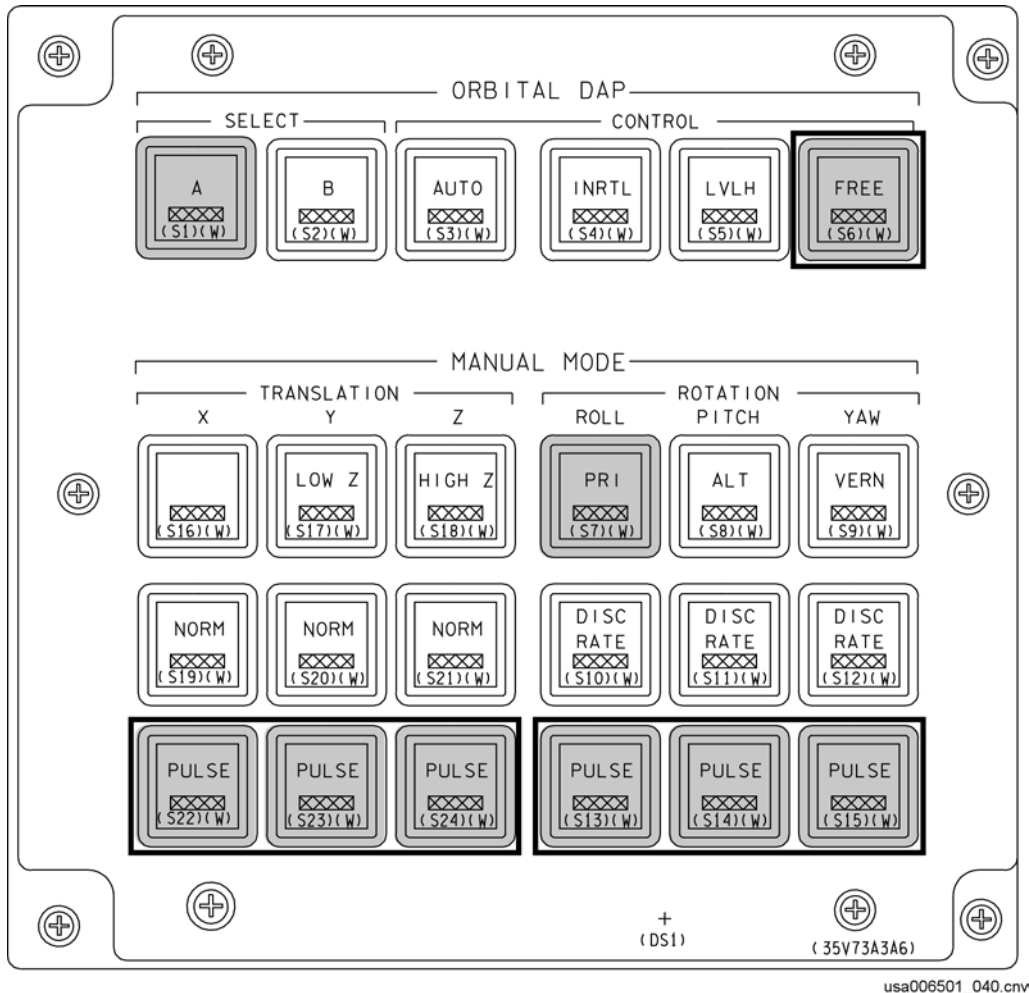 ORBITAL DAP
SELECT CONTROL
A B AUTO INRTL LVLH FREE
(S1)(W) (S2)(W) (S3)(W) (S4)(W) (S5)(W) (S6)(W)
MANUAL MODE
TRANSLATION ROTATION
X Y Z ROLL PITCH YAW
LOW Z HIGH Z PRI ALT VERN
(S16)(W) (S17)(W) (S18)(W) (S7)(W) (S8)(W) (S9)(W)
NORM NORM NORM DISC RATE DISC RATE DISC RATE
(S19)(W) (S20)(W) (S21)(W) (S10)(W) (S11)(W) (S12)(W)
PULSE PULSE PULSE PULSE PULSE PULSE
(S22)(W) (S23)(W) (S24)(W) (S13)(W) (S14)(W) (S15)(W)
(DS1)
(35V73A3A6)
usa006501_040.cnv